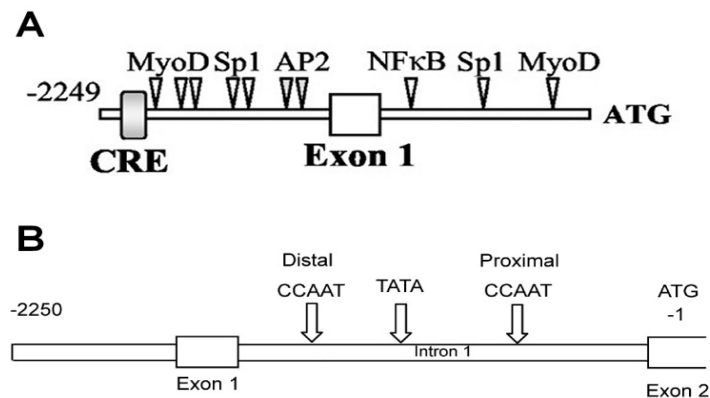 A
MyoD Sp1 AP2 NFκB Sp1 MyoD
-2249
ATG
CRE
Exon 1
B
Distal Proximal
CCAAT TATA CCAAT ATG
-2250 -1
Intron 1
Exon 1 Exon 2